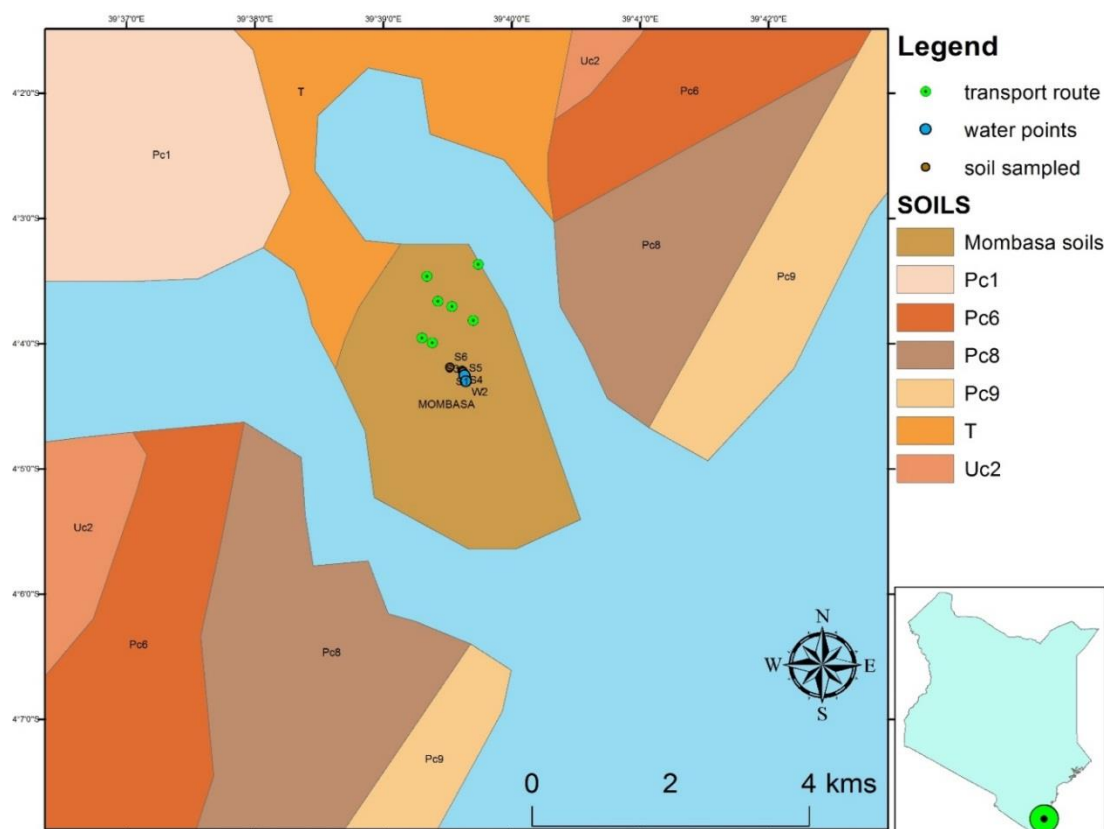 39°37'0"E
39°38'0"E
39°39'0"E
39°40'0"E
39°41'0"E
39°42'0"E
4°2'0"S
4°3'0"S
4°4'0"S
4°5'0"S
4°6'0"S
4°7'0"S
Uc2
T
Pc6
Pc1
Pc8
Pc9
S6
S5
S4
W2
MOMBASA
Uc2
Pc6
Pc8
Pc9
N
W E
S
0 2 4 kms
Legend
transport route
water points
soil sampled
SOILS
Mombasa soils
Pc1
Pc6
Pc8
Pc9
T
Uc2